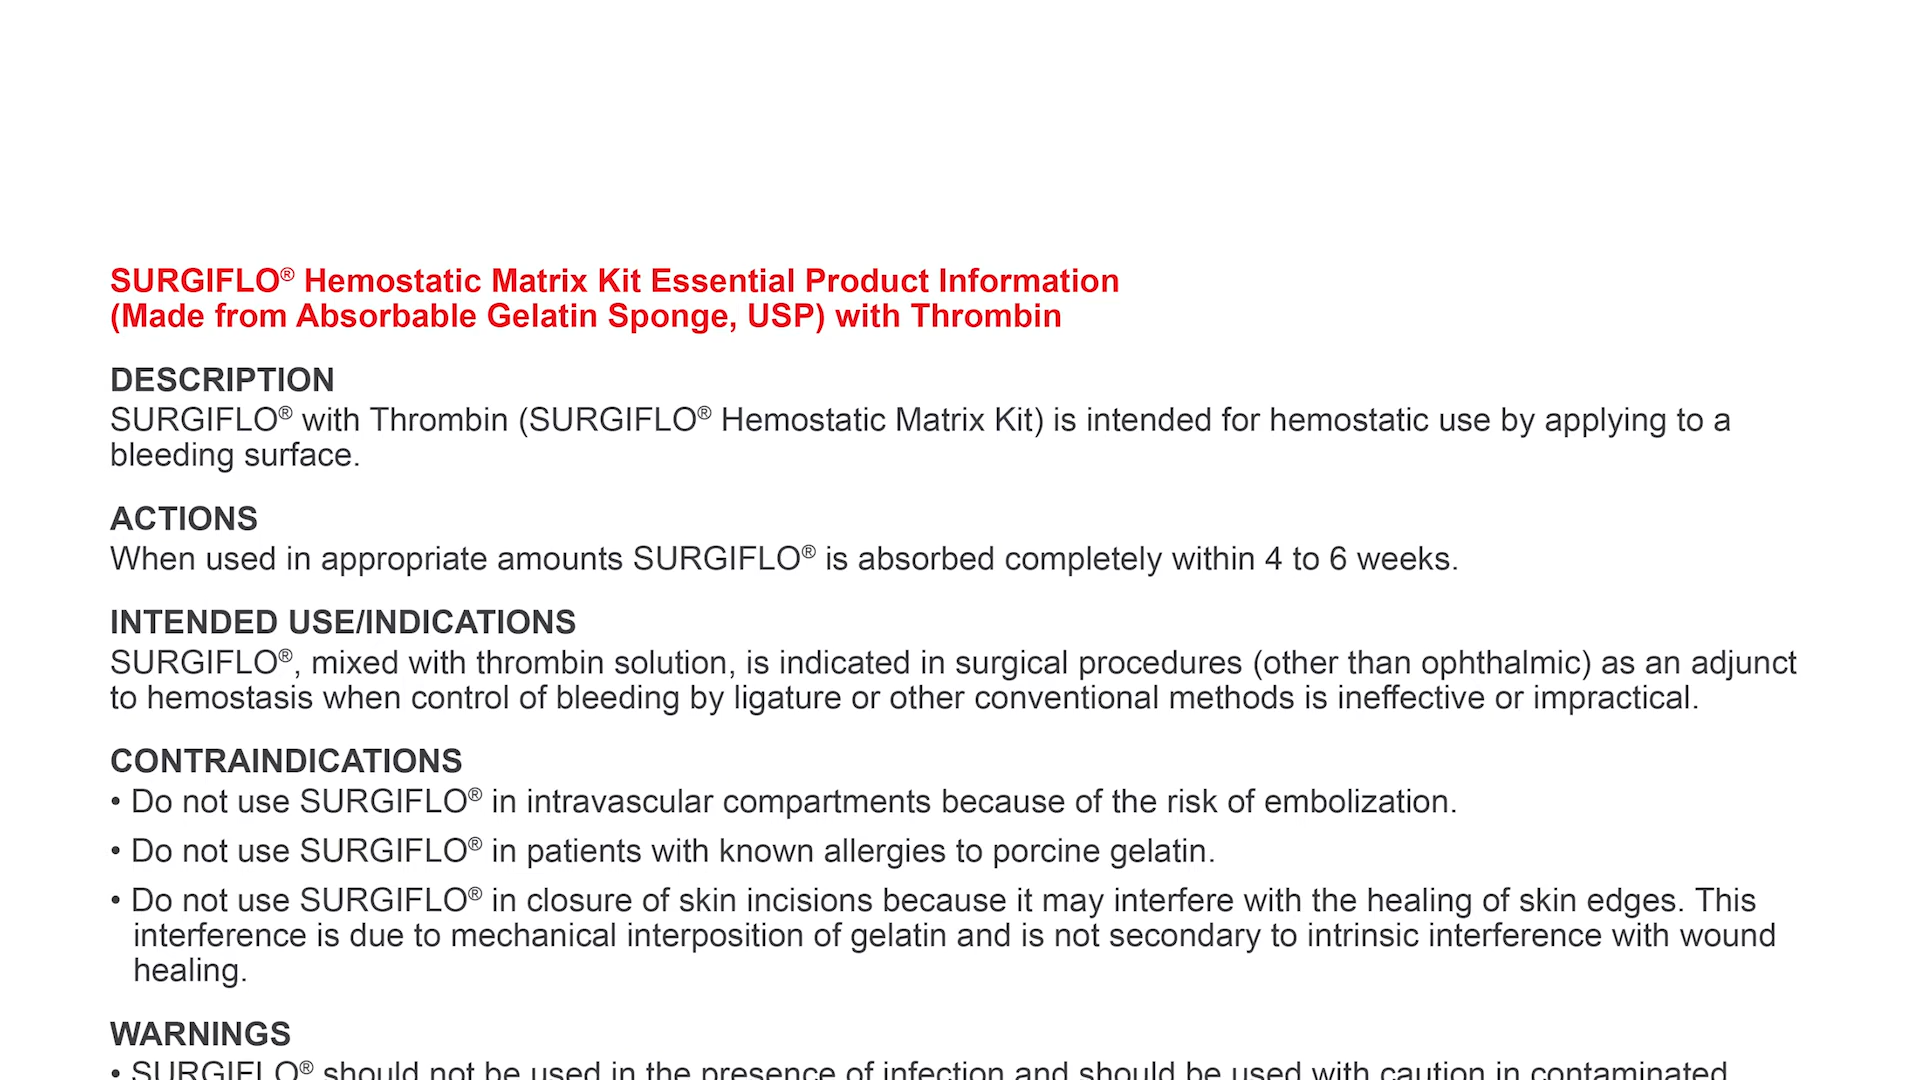 SURGIFLO® Hemostatic Matrix Kit Essential Product Information
(Made from Absorbable Gelatin Sponge, USP) with Thrombin
DESCRIPTION
SURGIFLO® with Thrombin (SURGIFLO® Hemostatic Matrix Kit) is intended for hemostatic use by applying to a
bleeding surface.
ACTIONS
When used in appropriate amounts SURGIFLO® is absorbed completely within 4 to 6 weeks.
INTENDED USE/INDICATIONS
SURGIFLO®, mixed with thrombin solution, is indicated in surgical procedures (other than ophthalmic) as an adjunct
to hemostasis when control of bleeding by ligature or other conventional methods is ineffective or impractical.
CONTRAINDICATIONS
• Do not use SURGIFLO® in intravascular compartments because of the risk of embolization.
• Do not use SURGIFLO® in patients with known allergies to porcine gelatin.
• Do not use SURGIFLO® in closure of skin incisions because it may interfere with the healing of skin edges. This
interference is due to mechanical interposition of gelatin and is not secondary to intrinsic interference with wound
healing.
WARNINGS
• SURGIFLO® should not be used in the presence of infection and should be used with caution in contaminated